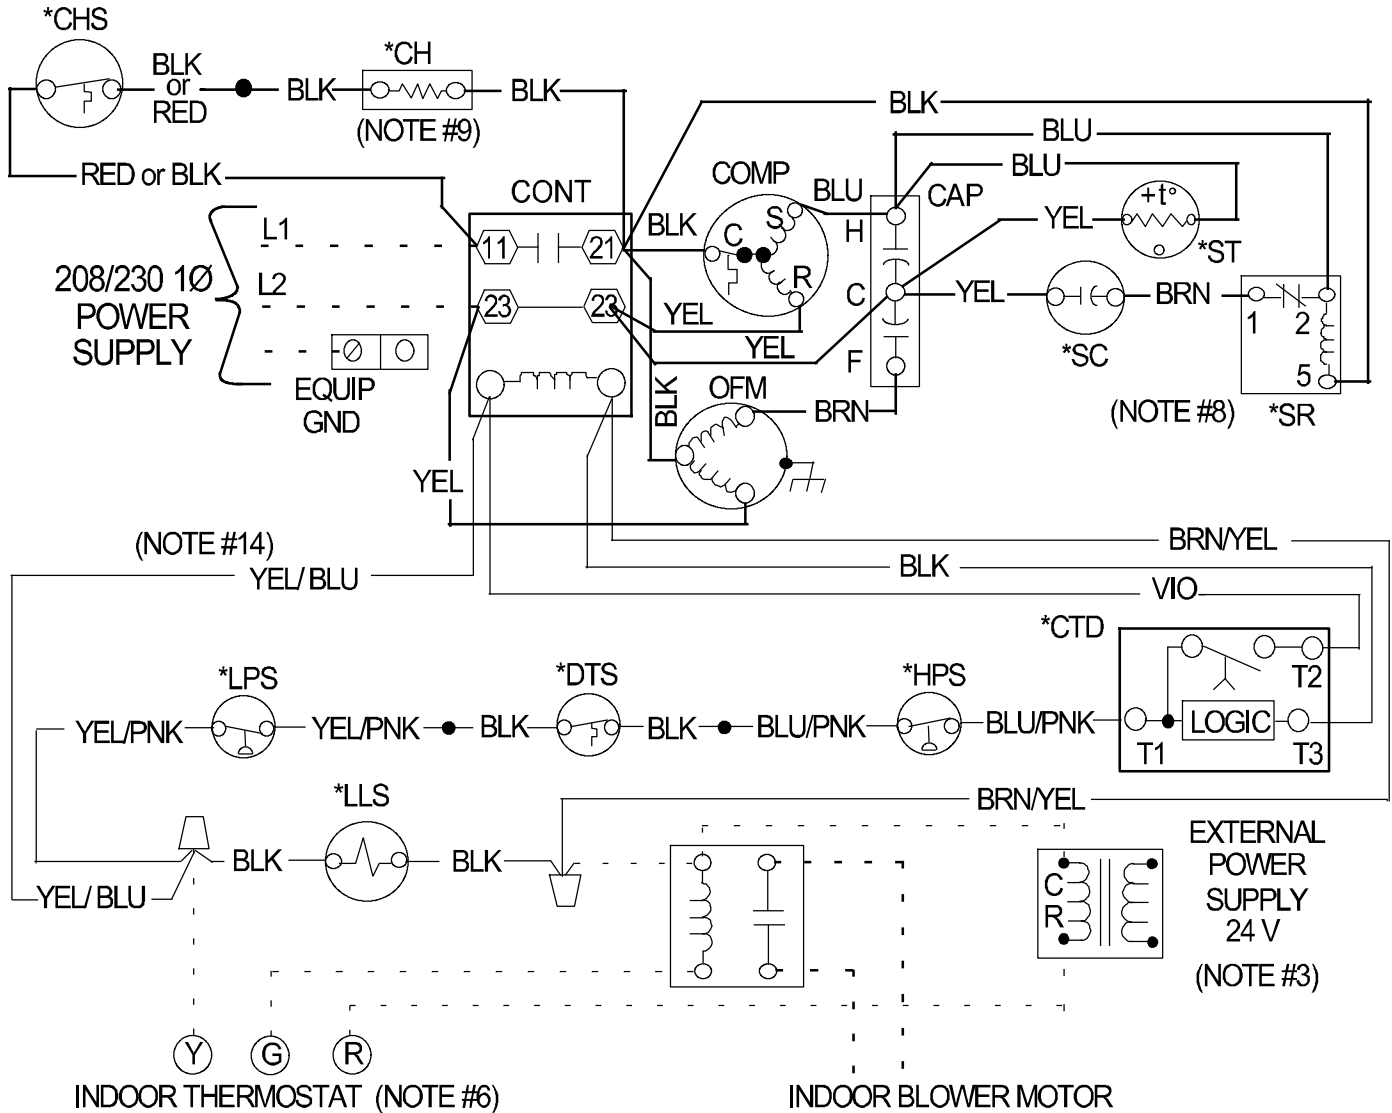 *CHS
BLK
or
RED
BLK
*CH
BLK
(NOTE #9)
RED or BLK
BLK
BLU
BLU
COMP
BLU
CAP
+t°
YEL
*ST
CONT
BLK
S
C
R
H
C
F
L1
L2
208/230 1Ø
POWER
SUPPLY
11
21
23
23
YEL
YEL
YEL
BRN
1
2
5
*SC
*SR
(NOTE #8)
EQUIP
GND
BLK
OFM
BRN
YEL
(NOTE #14)
YEL/ BLU
BRN/YEL
BLK
VIO
*CTD
T2
LOGIC
T1
T3
*LPS
*DTS
*HPS
YEL/PNK
YEL/PNK
BLK
BLK
BLU/PNK
BLU/PNK
*LLS
BRN/YEL
BLK
BLK
YEL/ BLU
C
R
EXTERNAL
POWER
SUPPLY
24 V
(NOTE #3)
Y
G
R
INDOOR THERMOSTAT (NOTE #6)
INDOOR BLOWER MOTOR